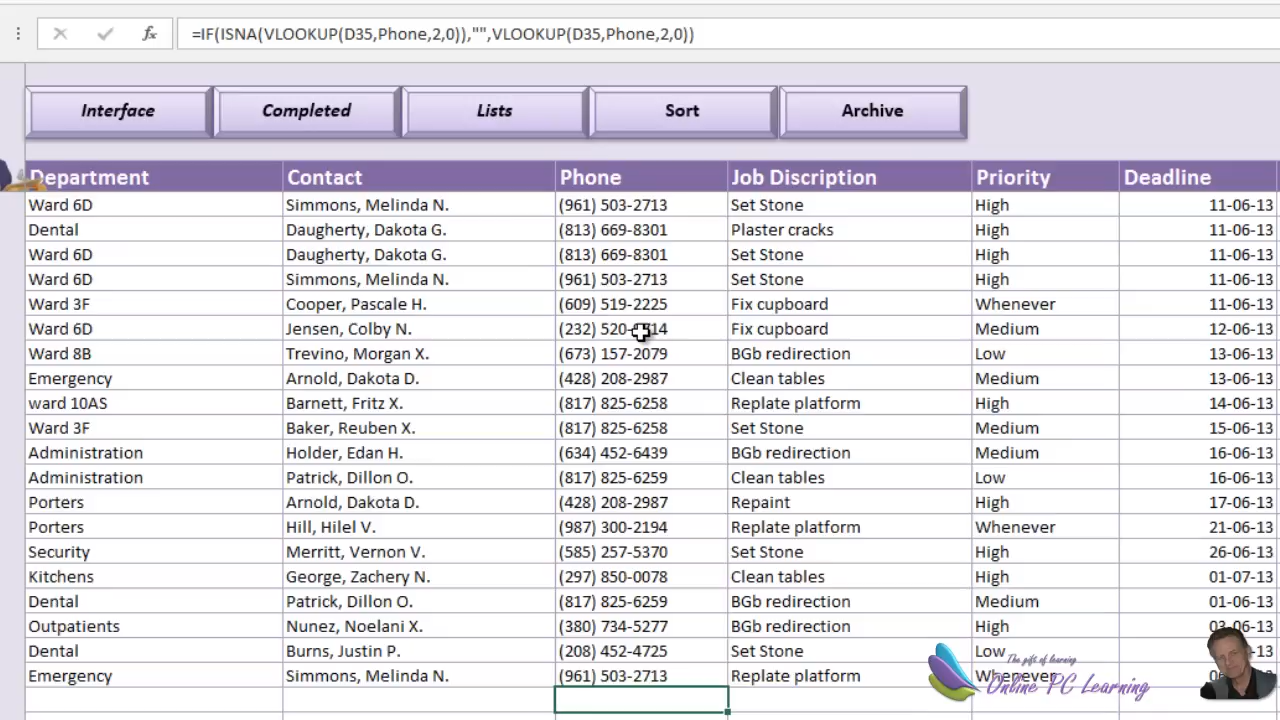 =IF(ISNA(VLOOKUP(D35,Phone,2,0)),"",VLOOKUP(D35,Phone,2,0))
Interface Completed Lists Sort Archive
Department Contact Phone Job Discription Priority Deadline
Ward 6D Simmons, Melinda N. (961) 503-2713 Set Stone High 11-06-13
Dental Daugherty, Dakota G. (813) 669-8301 Plaster cracks High 11-06-13
Ward 6D Daugherty, Dakota G. (813) 669-8301 Set Stone High 11-06-13
Ward 6D Simmons, Melinda N. (961) 503-2713 Set Stone High 11-06-13
Ward 3F Cooper, Pascale H. (609) 519-2225 Fix cupboard Whenever 11-06-13
Ward 6D Jensen, Colby N. (232) Fix cupboard Medium 12-06-13
Ward 8B Trevino, Morgan X. (673) 157-2079 BGb redirection Low 13-06-13
Emergency Arnold, Dakota D. (428) 208-2987 Clean tables Medium 13-06-13
ward 10AS Barnett, Fritz X. (817) 825-6258 Replate platform High 14-06-13
Ward 3F Baker, Reuben X. (817) 825-6258 Set Stone Medium 15-06-13
Administration Holder, Edan H. (634) 452-6439 BGb redirection Medium 16-06-13
Administration Patrick, Dillon O. (817) 825-6259 Clean tables Low 16-06-13
Porters Arnold, Dakota D. (428) 208-2987 Repaint High 17-06-13
Porters Hill, Hilel V. (987) 300-2194 Replate platform Whenever 21-06-13
Security Merritt, Vernon V. (585) 257-5370 Set Stone High 26-06-13
Kitchens George, Zachery N. (297) 850-0078 Clean tables High 01-07-13
Dental Patrick, Dillon O. (817) 825-6259 BGb redirection Medium 01-06-13
Outpatients Nunez, Noelani X. (380) 734-5277 BGb redirection High 03-06-13
Dental Burns, Justin P. (208) 452-4725 Set Stone Low
Emergency Simmons, Melinda N. (961) 503-2713 Replate platform Whenever
The gift of learning
Online PC Learning